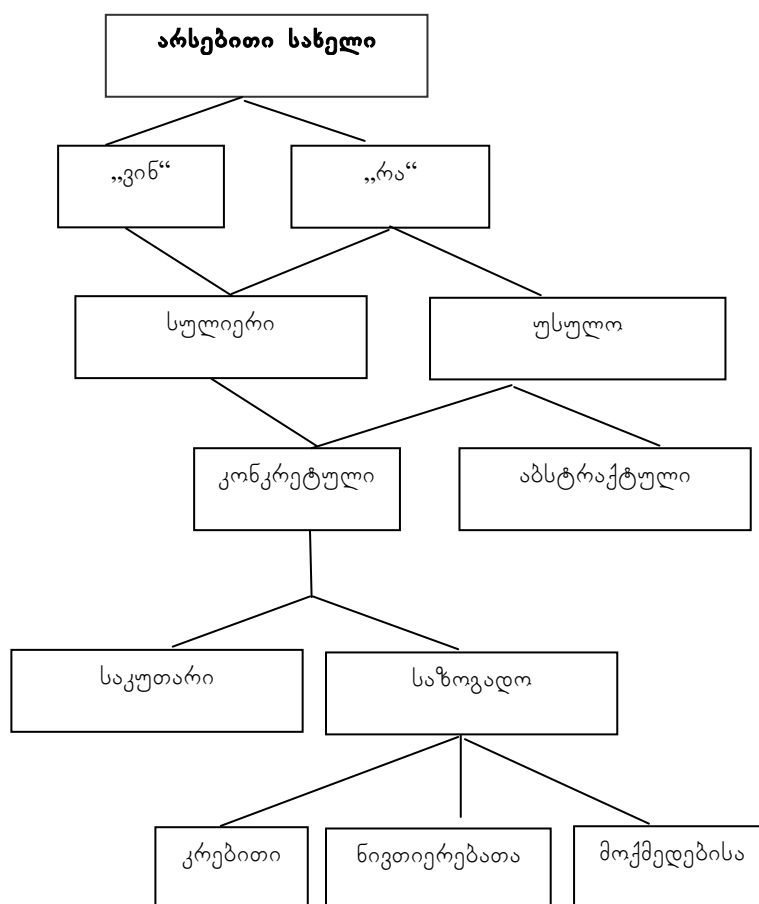 არსებითი სახელი
„ვინ“
„რა“
სულიერი
უსულო
კონკრეტული
აბსტრაქტული
საკუთარი
საზოგადო
კრებითი
ნივთიერებათა
მოქმედებისა